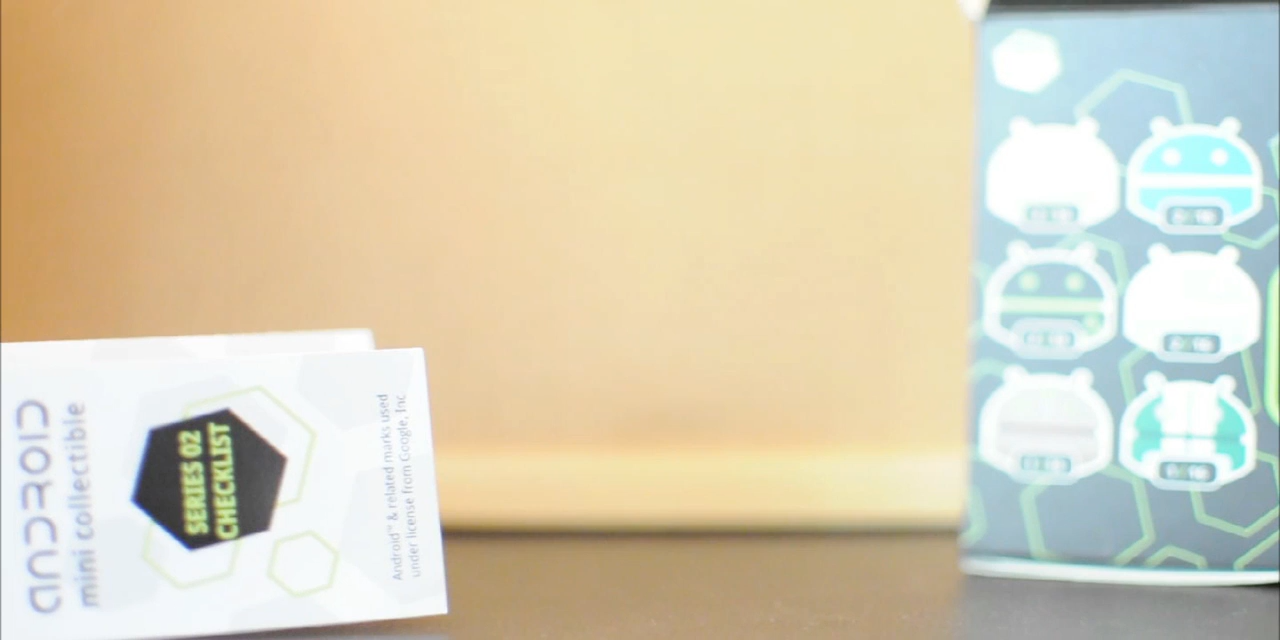 ANDROID
mini collectible
SERIES 02
CHECKLIST
Android™ & related marks used
under license from Google, Inc